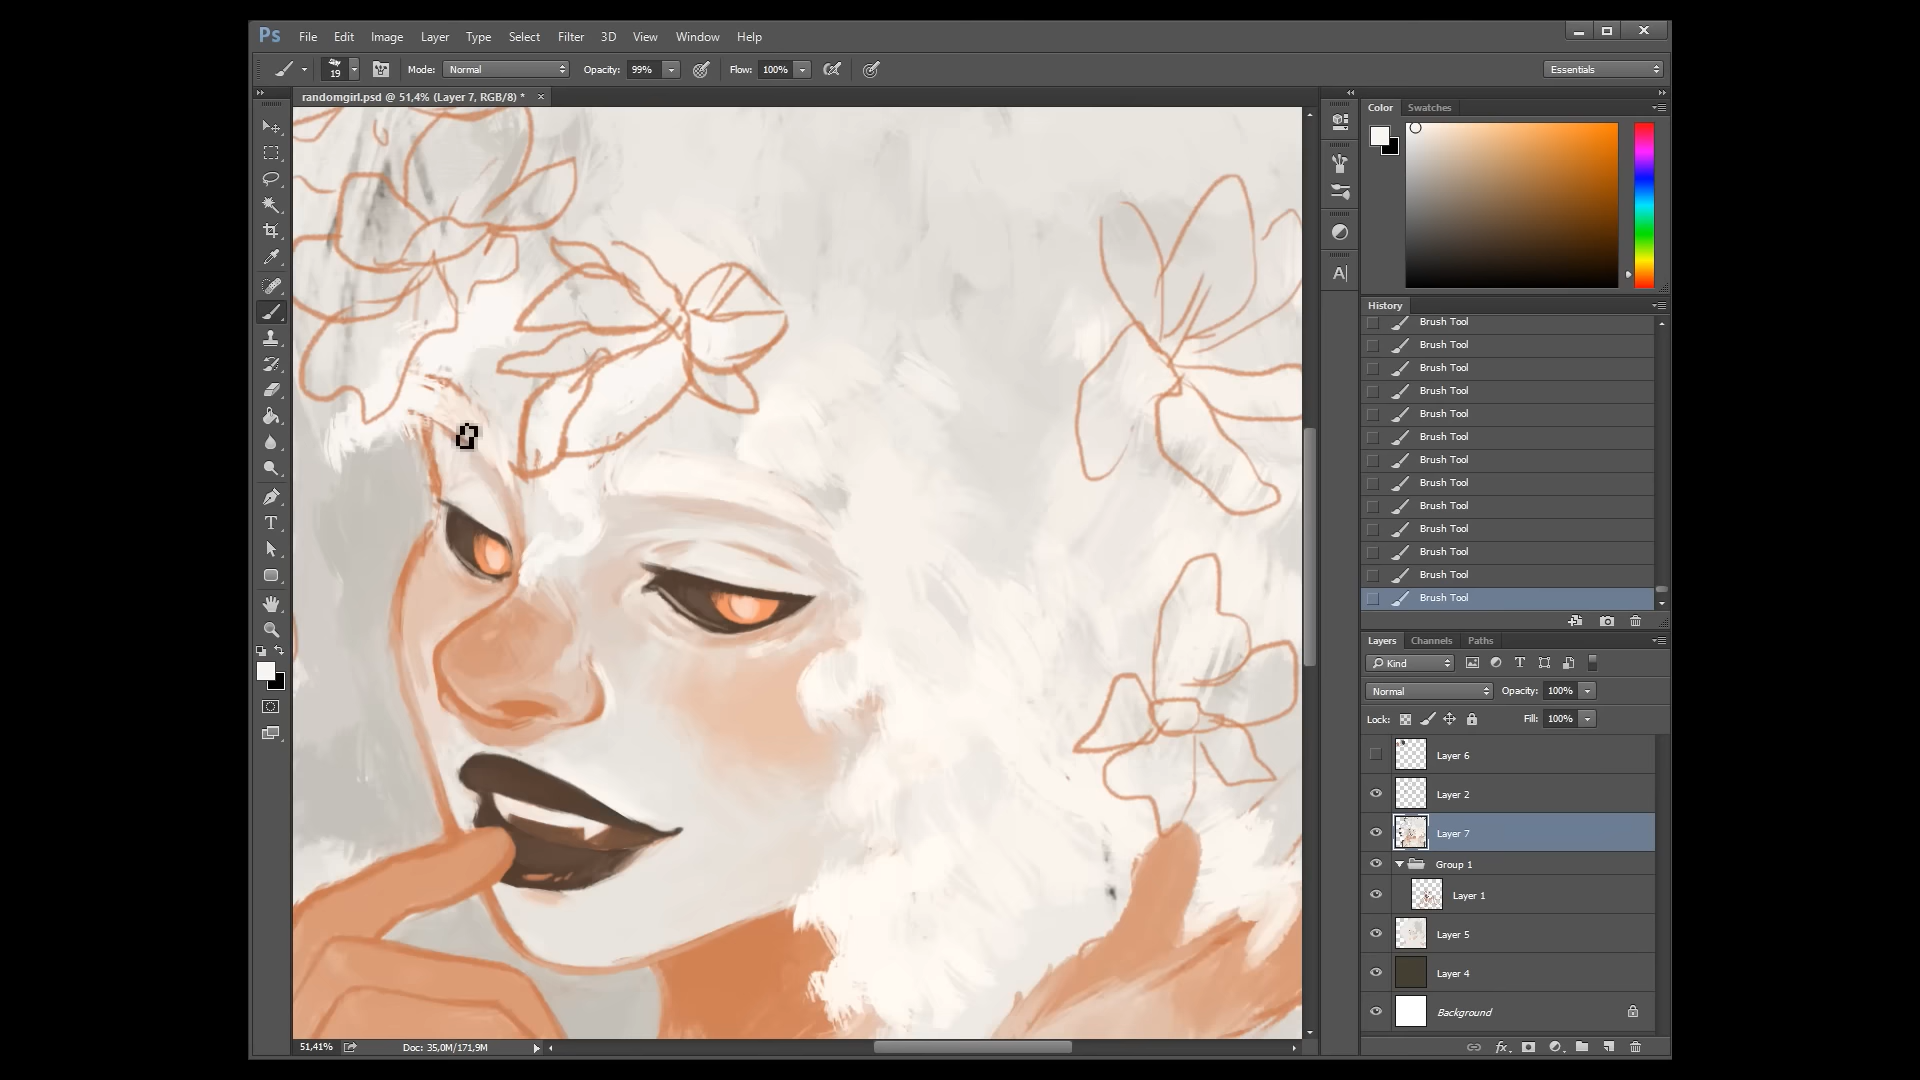 Ps File Edit Image Layer Type Select Filter 3D View Window Help
19 Mode: Normal Opacity: 99% Flow: 100% Essentials
randomgirl.psd @ 51,4% (Layer 7, RGB/8) * ×
Color Swatches
A
History
Brush Tool
Brush Tool
Brush Tool
Brush Tool
Brush Tool
Brush Tool
Brush Tool
Brush Tool
Brush Tool
Brush Tool
Brush Tool
Brush Tool
Brush Tool
T
Layers Channels Paths
Kind T
Normal Opacity: 100%
Lock: Fill: 100%
Layer 6
Layer 2
Layer 7
Group 1
Layer 1
Layer 5
Layer 4
Background
51,41% Doc: 35,0M/171,9M
fx